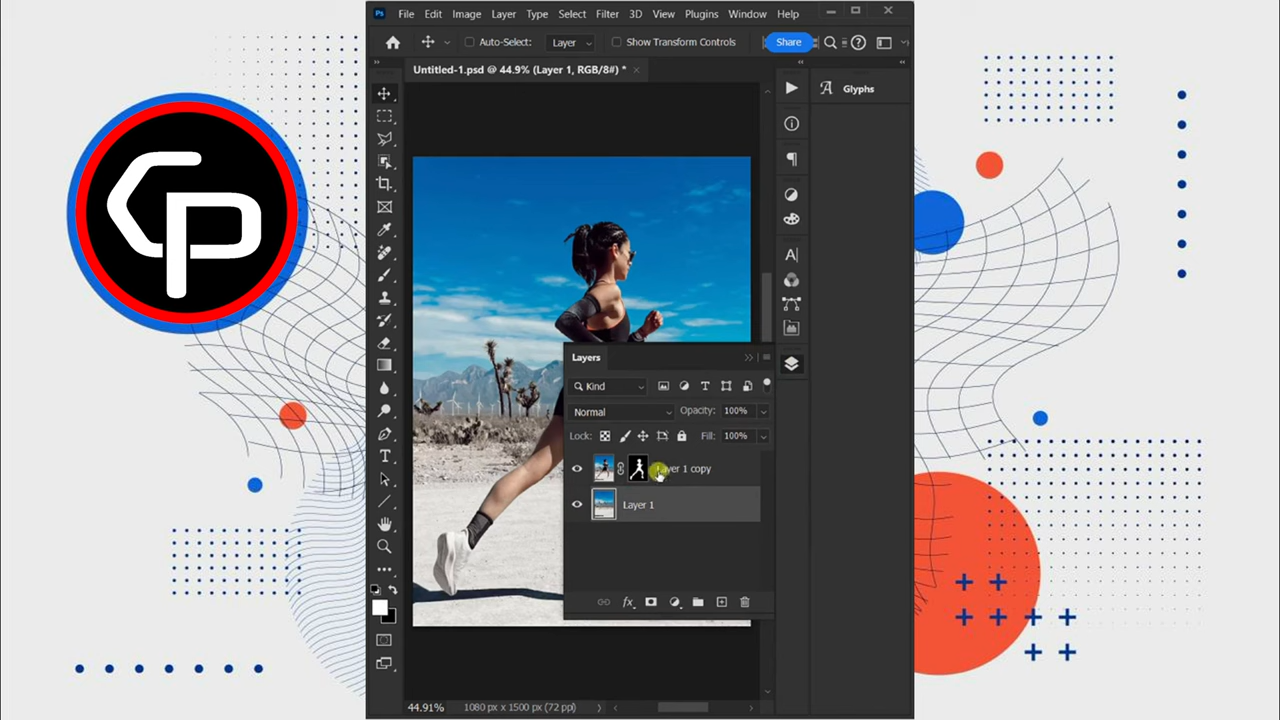 CP
Ps File Edit Image Layer Type Select Filter 3D View Plugins Window Help
Auto-Select: Layer Show Transform Controls Share
Untitled-1.psd @ 44.9% (Layer 1, RGB/8#) *
Glyphs
Layers
Kind
Normal Opacity: 100%
Lock: Fill: 100%
Layer 1 copy
Layer 1
fx
44.91% 1080 px x 1500 px (72 ppi)